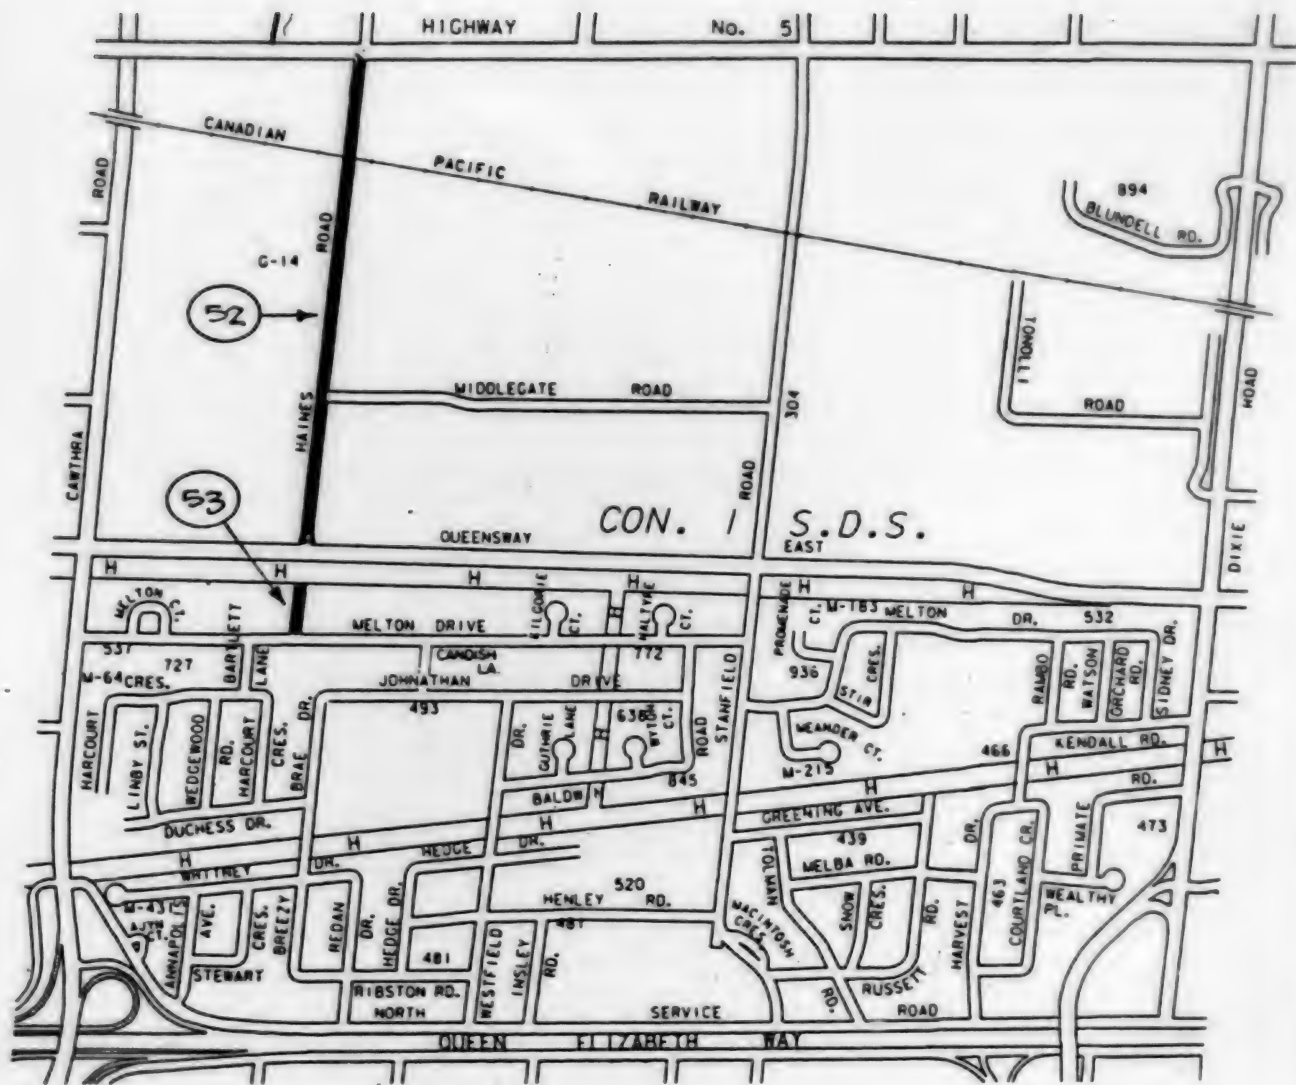 HIGHWAY No. 5
CANADIAN PACIFIC RAILWAY
ROAD
894
BLUNDELL RD.
G-14
ROAD
52
TONOLLI
ROAD
MIDDLEGATE ROAD
304
ROAD
HAINES
CAWTHRA
53
ROAD
CON. 1 S.D.S.
QUEENSWAY EAST
DIXIE
H H H H H H
MELTON CT.
KILGORIE CT.
H
HALTYRE CT.
PROMENADE CT.
M-183
MELTON DR.
532
MELTON DRIVE
537
727
BARTLETT LANE
CANDISH LA.
772
M-64
CRES.
JOHNATHAN DRIVE
936
STIR CRES.
RAMBO RD.
WATSON
ORCHARD RD.
SIDNEY DR.
493
HARCOURT
LINBY ST.
WEDGEWOOD RD.
HARCOURT CRES.
BRAE DR.
DR.
GUTHRIE LANE
H
638
WYTON CT.
ROAD
STANFIELD
MEANDER CT.
466
KENDALL RD.
H
M-215
H
RD.
845
BALDWIN
H
H
GREENING AVE.
DUCHESS DR.
H
439
473
H
WHITNEY DR.
HEDGE DR.
TOLMAN
MELBA RD.
DR.
PRIMATE
520
HENLEY RD.
481
M-431
CT.
ANNAPOLIS AVE.
CRES.
BREEZY
REDAN DR.
HEDGE DR.
MACINTOSH CRES.
SNOW CRES.
RD.
HARVEST
463
COURTLAND CR.
WEALTHY PL.
STEWART
481
WESTFIELD
INSLEY RD.
RUSSETT
RIBSTON RD.
RD.
NORTH SERVICE ROAD
QUEEN ELIZABETH WAY